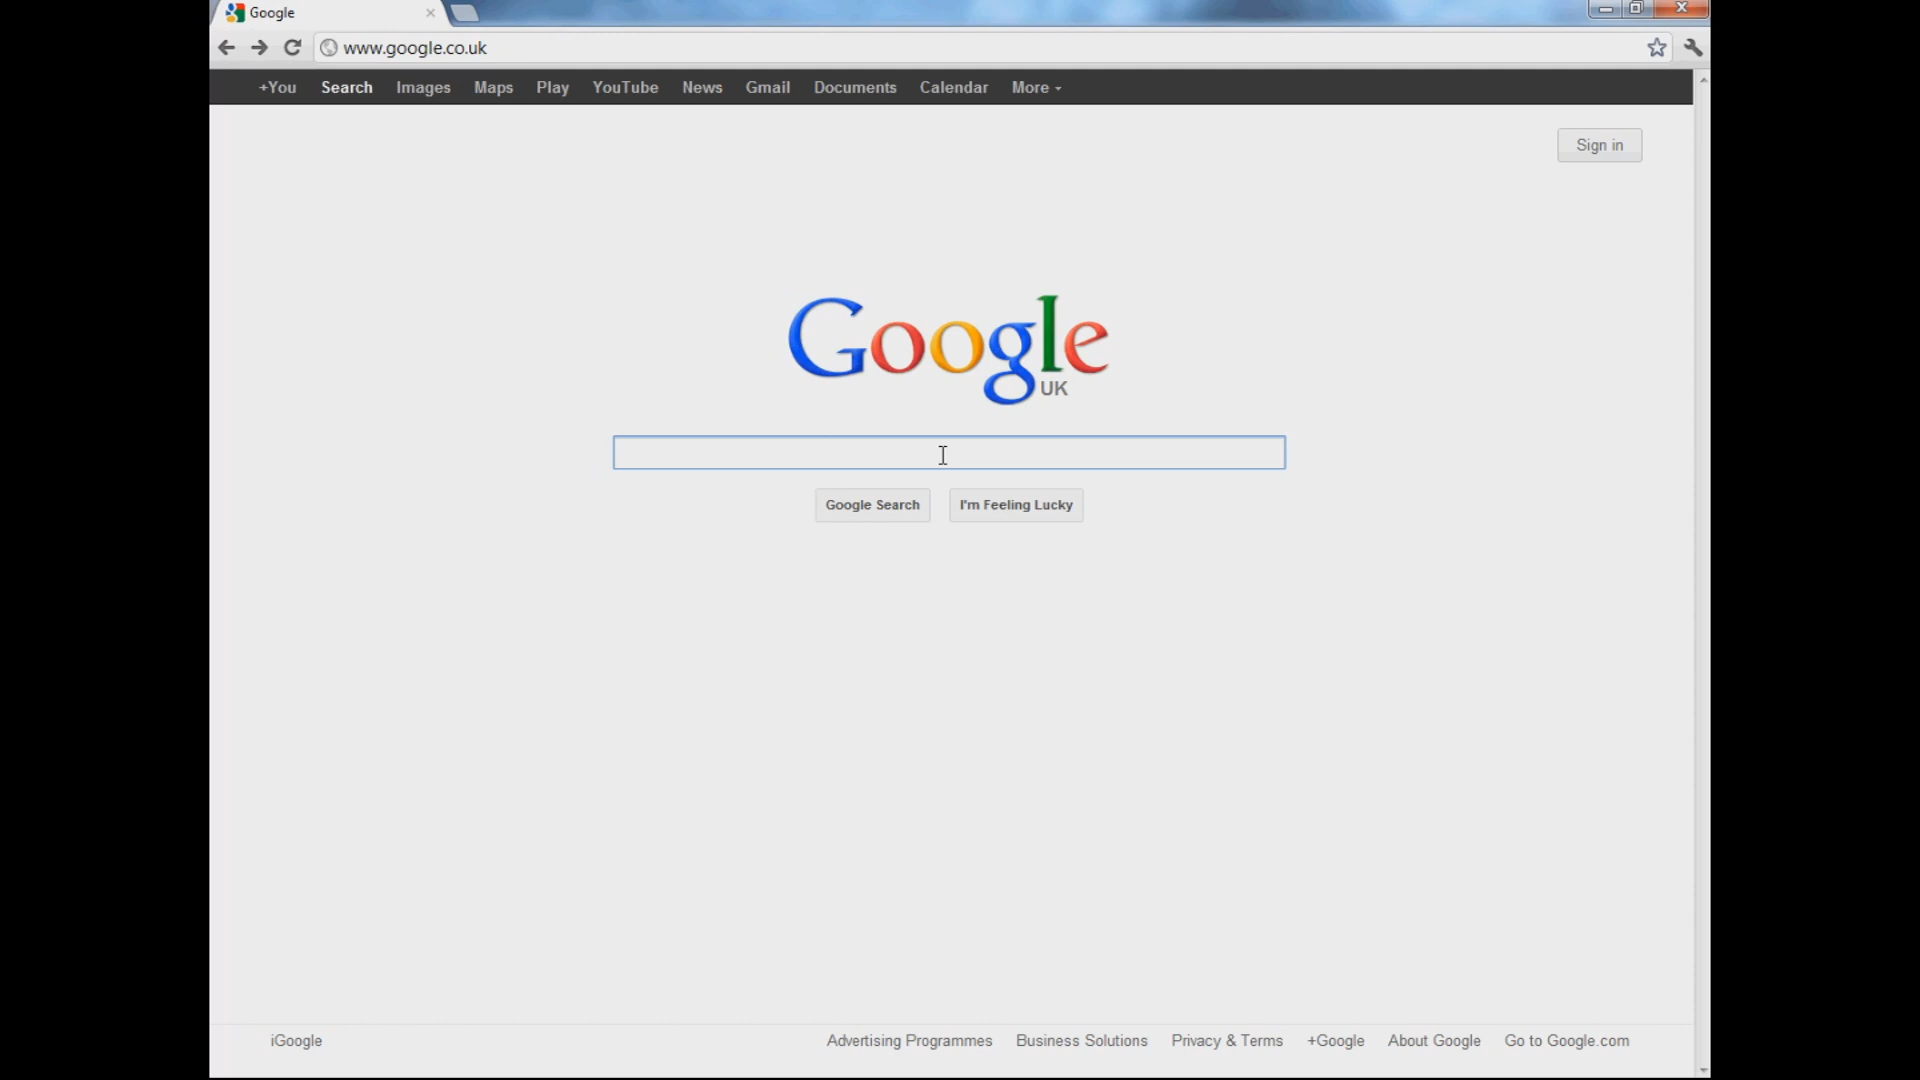 Google
www.google.co.uk
+You Search Images Maps Play YouTube News Gmail Documents Calendar More
Sign in
Google
UK
Google Search I'm Feeling Lucky
iGoogle Advertising Programmes Business Solutions Privacy & Terms +Google About Google Go to Google.com